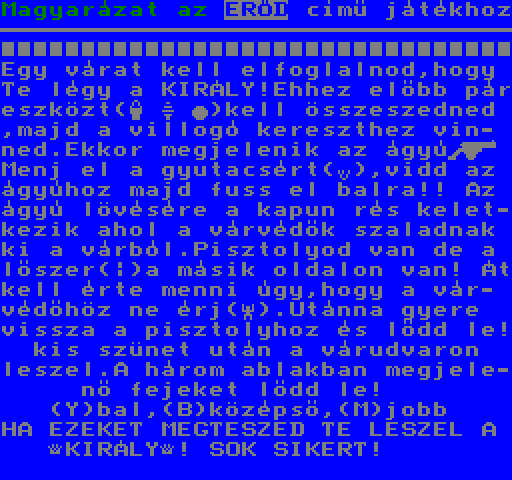 Magyarázat az ERŐD című játékhoz
Egy várat kell elfoglalnod,hogy
Te légy a KIRÁLY!Ehhez előbb pár
eszközt( )kell összeszedned
,majd a villogó kereszthez vin-
ned.Ekkor megjelenik az ágyú
Menj el a gyutacsért( ),vidd az
ágyúhoz majd fuss el balra!! Az
ágyú lövésére a kapun rés kelet-
kezik ahol a várvédők szaladnak
ki a várból.Pisztolyod van de a
lőszer(¦)a másik oldalon van! Át
kell érte menni úgy,hogy a vár-
védőhöz ne érj( ).Utánna gyere
vissza a pisztolyhoz és lődd le!
kis szünet után a várudvaron
leszel.A három ablakban megjele-
nő fejeket lődd le!
(Y)bal,(B)középső,(M)jobb
HA EZEKET MEGTESZED TE LESZEL A
KIRÁLY ! SOK SIKERT!